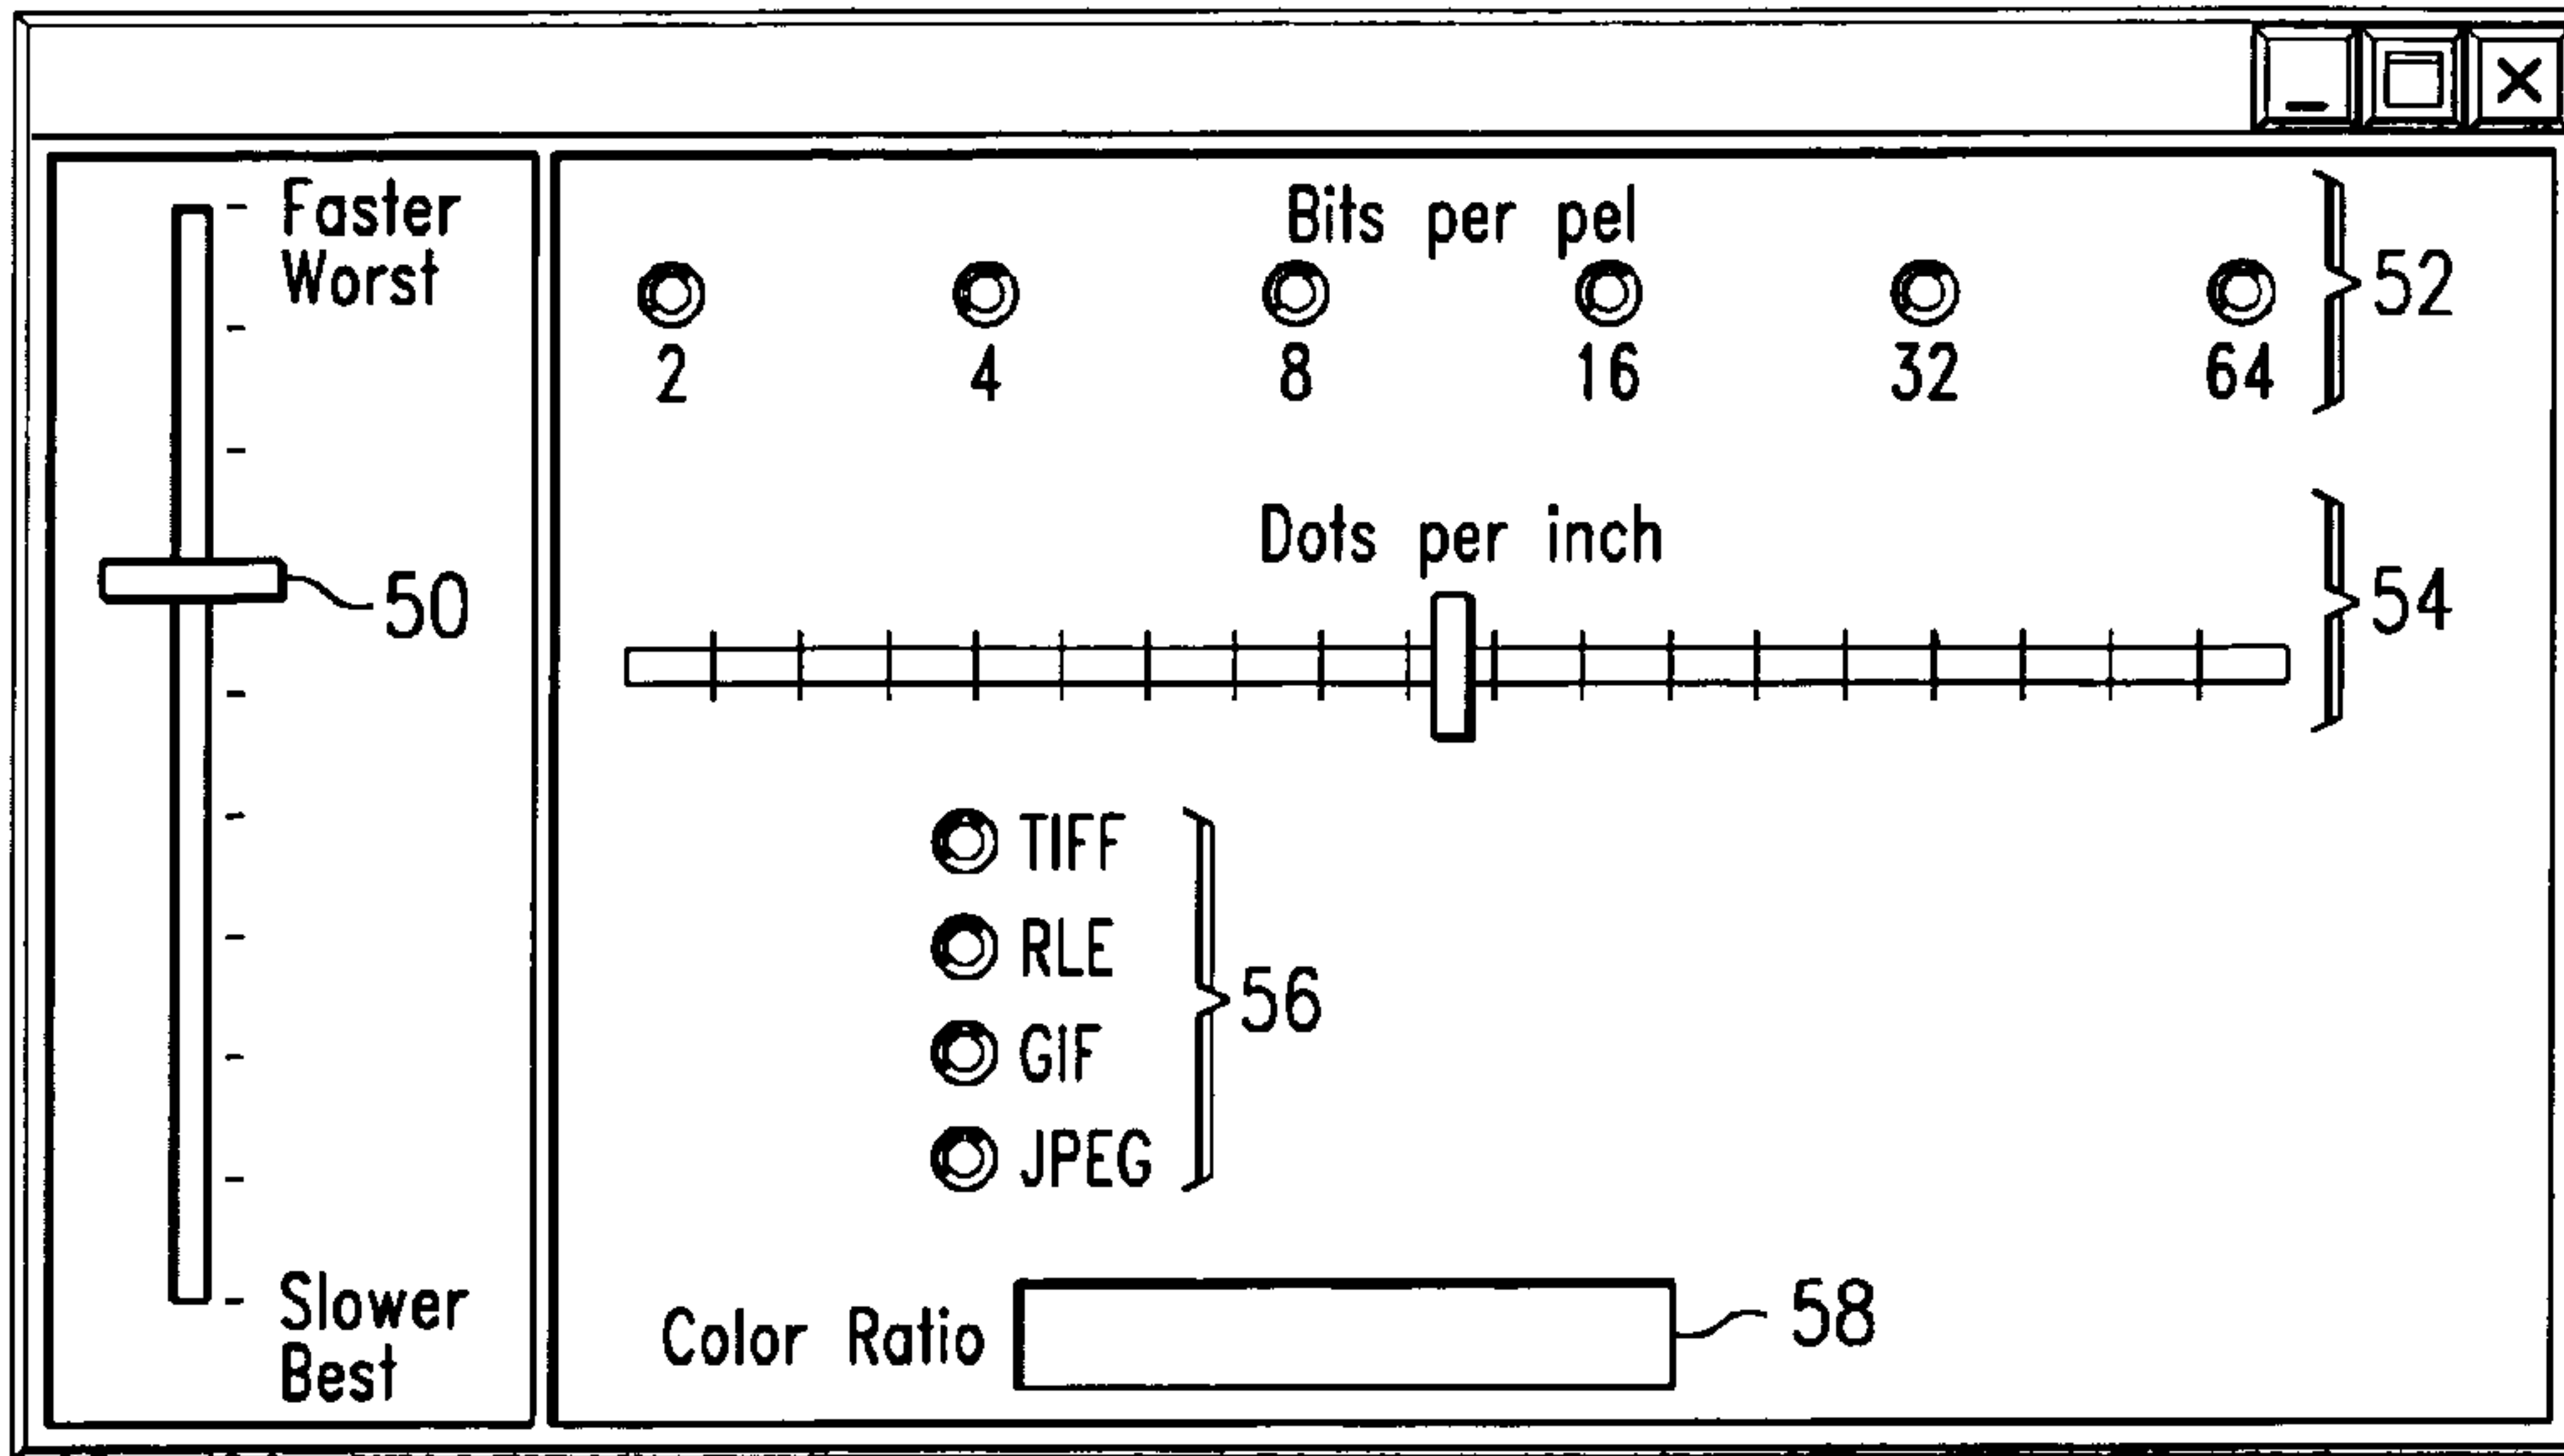 Faster
Worst
50
Slower
Best
Bits per pel
2 4 8 16 32 64
52
Dots per inch
54
TIFF
RLE
GIF
JPEG
56
Color Ratio
58